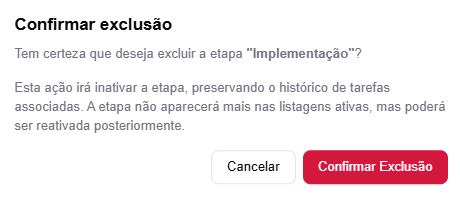 Confirmar exclusão
Tem certeza que deseja excluir a etapa "Implementação"?
Esta ação irá inativar a etapa, preservando o histórico de tarefas
associadas. A etapa não aparecerá mais nas listagens ativas, mas poderá
ser reativada posteriormente.
Cancelar
Confirmar Exclusão